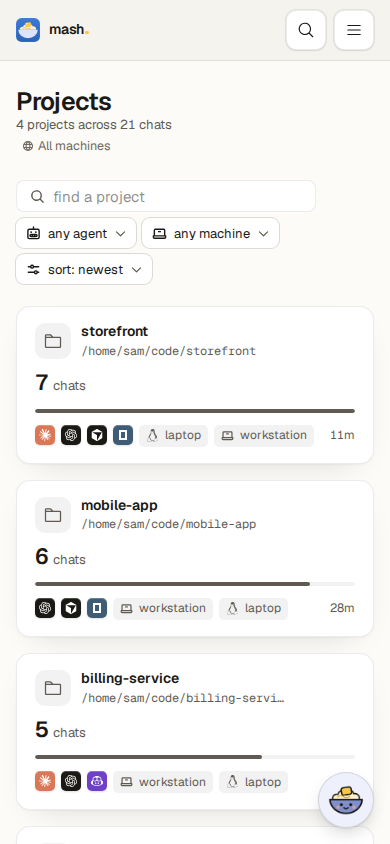 mash.
Projects
4 projects across 21 chats
All machines
find a project
any agent
any machine
sort: newest
storefront
/home/sam/code/storefront
7 chats
laptop
workstation
11m
mobile-app
/home/sam/code/mobile-app
6 chats
workstation
laptop
28m
billing-service
/home/sam/code/billing-servi…
5 chats
workstation
laptop